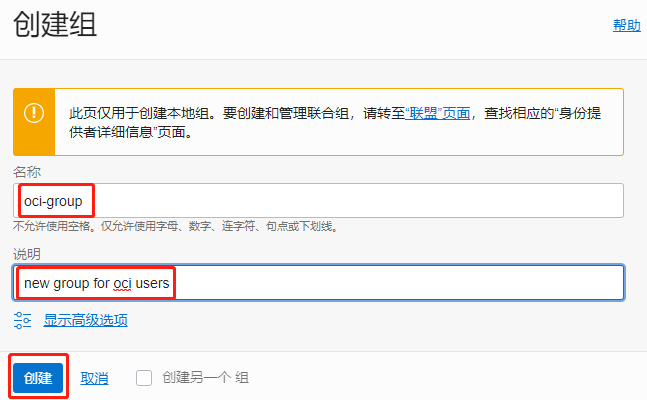 创建组
帮助
此页仅用于创建本地组。要创建和管理联合组，请转至“联盟”页面，查找相应的“身份提
供者详细信息”页面。
名称
oci-group
不允许使用空格。仅允许使用字母、数字、连字符、句点或下划线。
说明
new group for oci users
显示高级选项
创建
取消
创建另一个 组